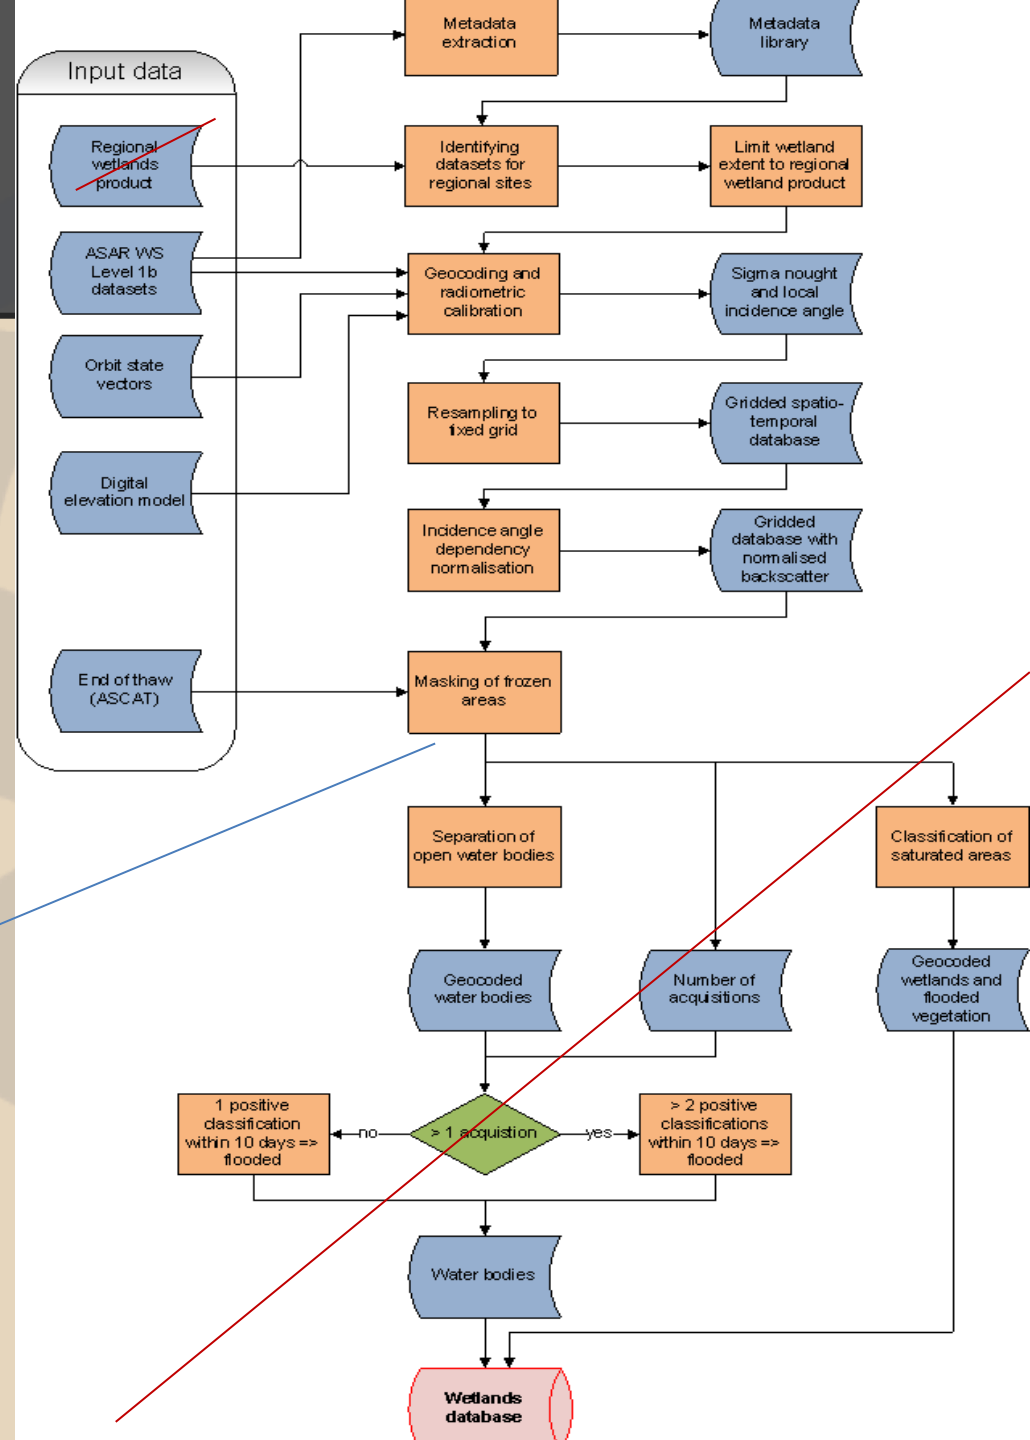 Metadata
extraction
Metadata
library
Input data
Regional
wetlands
product
Identifying
datasets for
regional sites
Limit wetland
extent to regional
wetland product
ASAR WS
Level 1b
datasets
Geocoding and
radiometric
calibration
Sigma nought
and local
incidence angle
Orbit state
vectors
Resampling to
fixed grid
Gridded spatio-
temporal
database
Digital
elevation model
Incidence angle
dependency
normalisation
Gridded
database with
normalised
backscatter
End of thaw
(ASCAT)
Masking of frozen
areas
Separation of
open water bodies
Classification of
saturated areas
Geocoded
water bodies
Number of
acquisitions
Geocoded
wetlands and
flooded
vegetation
1 positive
classification
within 10 days =>
flooded
no
> 1 acquistion
yes
> 2 positive
classifications
within 10 days =>
flooded
Water bodies
Wetlands
database